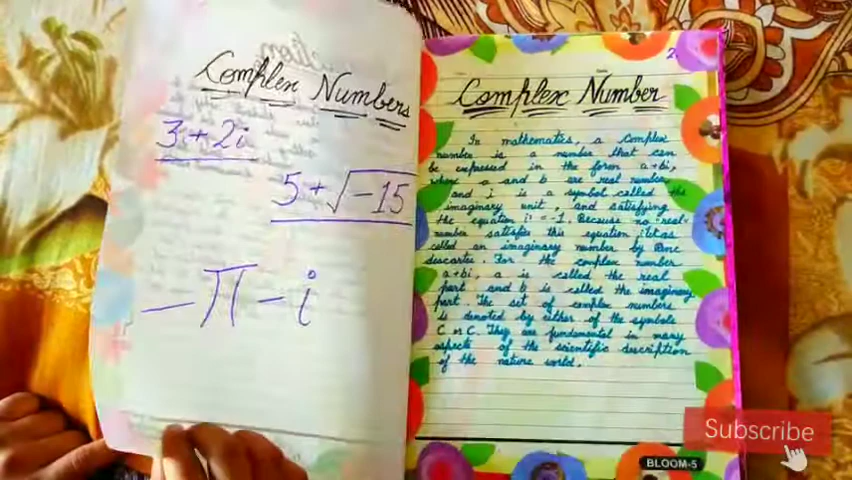 Complex Numbers
3 + 2i
5 + √-15
- π - i
2
Complex Number
In mathematics, a Complex
number is a number that can
be expressed in the form a+bi,
where a and b are real number,
and i is a symbol called the
imaginary unit, and satisfying
the equation i² = -1. Because no real
number satisfies this equation, i was
called an imaginary number by Rene
descartes. For the complex number
a+bi, a is called the real
part and b is called the imaginary
part. The set of complex numbers
is denoted by either of the symbols
C or C. They are fundamental in many
aspects of the scientific description
of the nature world.
BLOOM-5
Subscribe